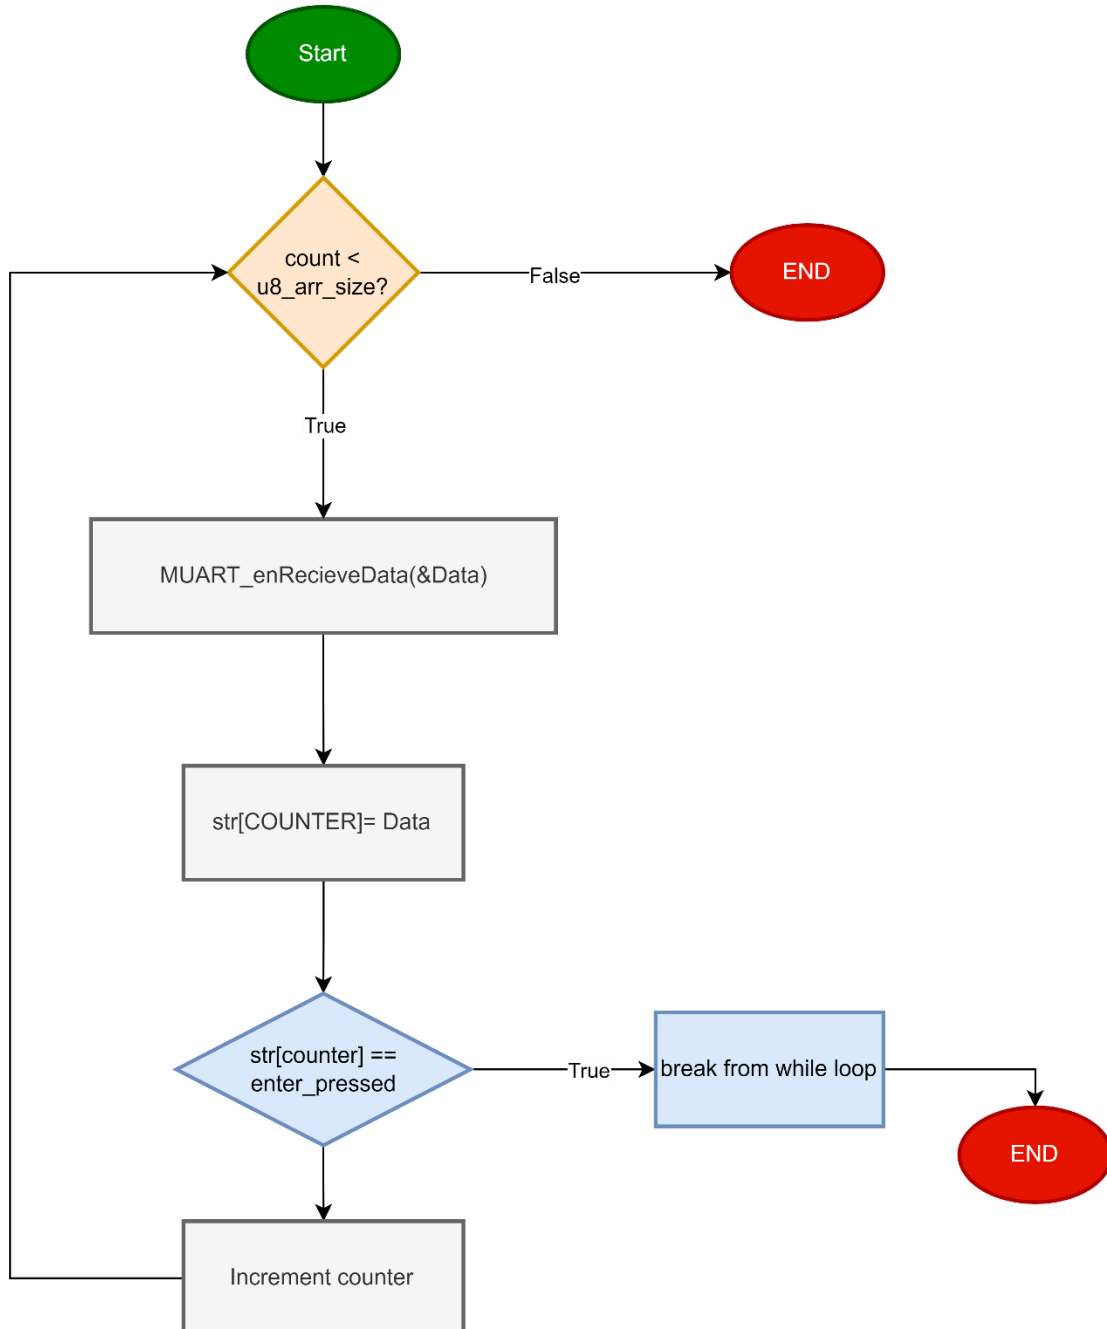 Start
count <
u8_arr_size?
False
END
True
MUART_enRecieveData(&Data)
str[COUNTER]= Data
str[counter] ==
enter_pressed
True
break from while loop
END
Increment counter